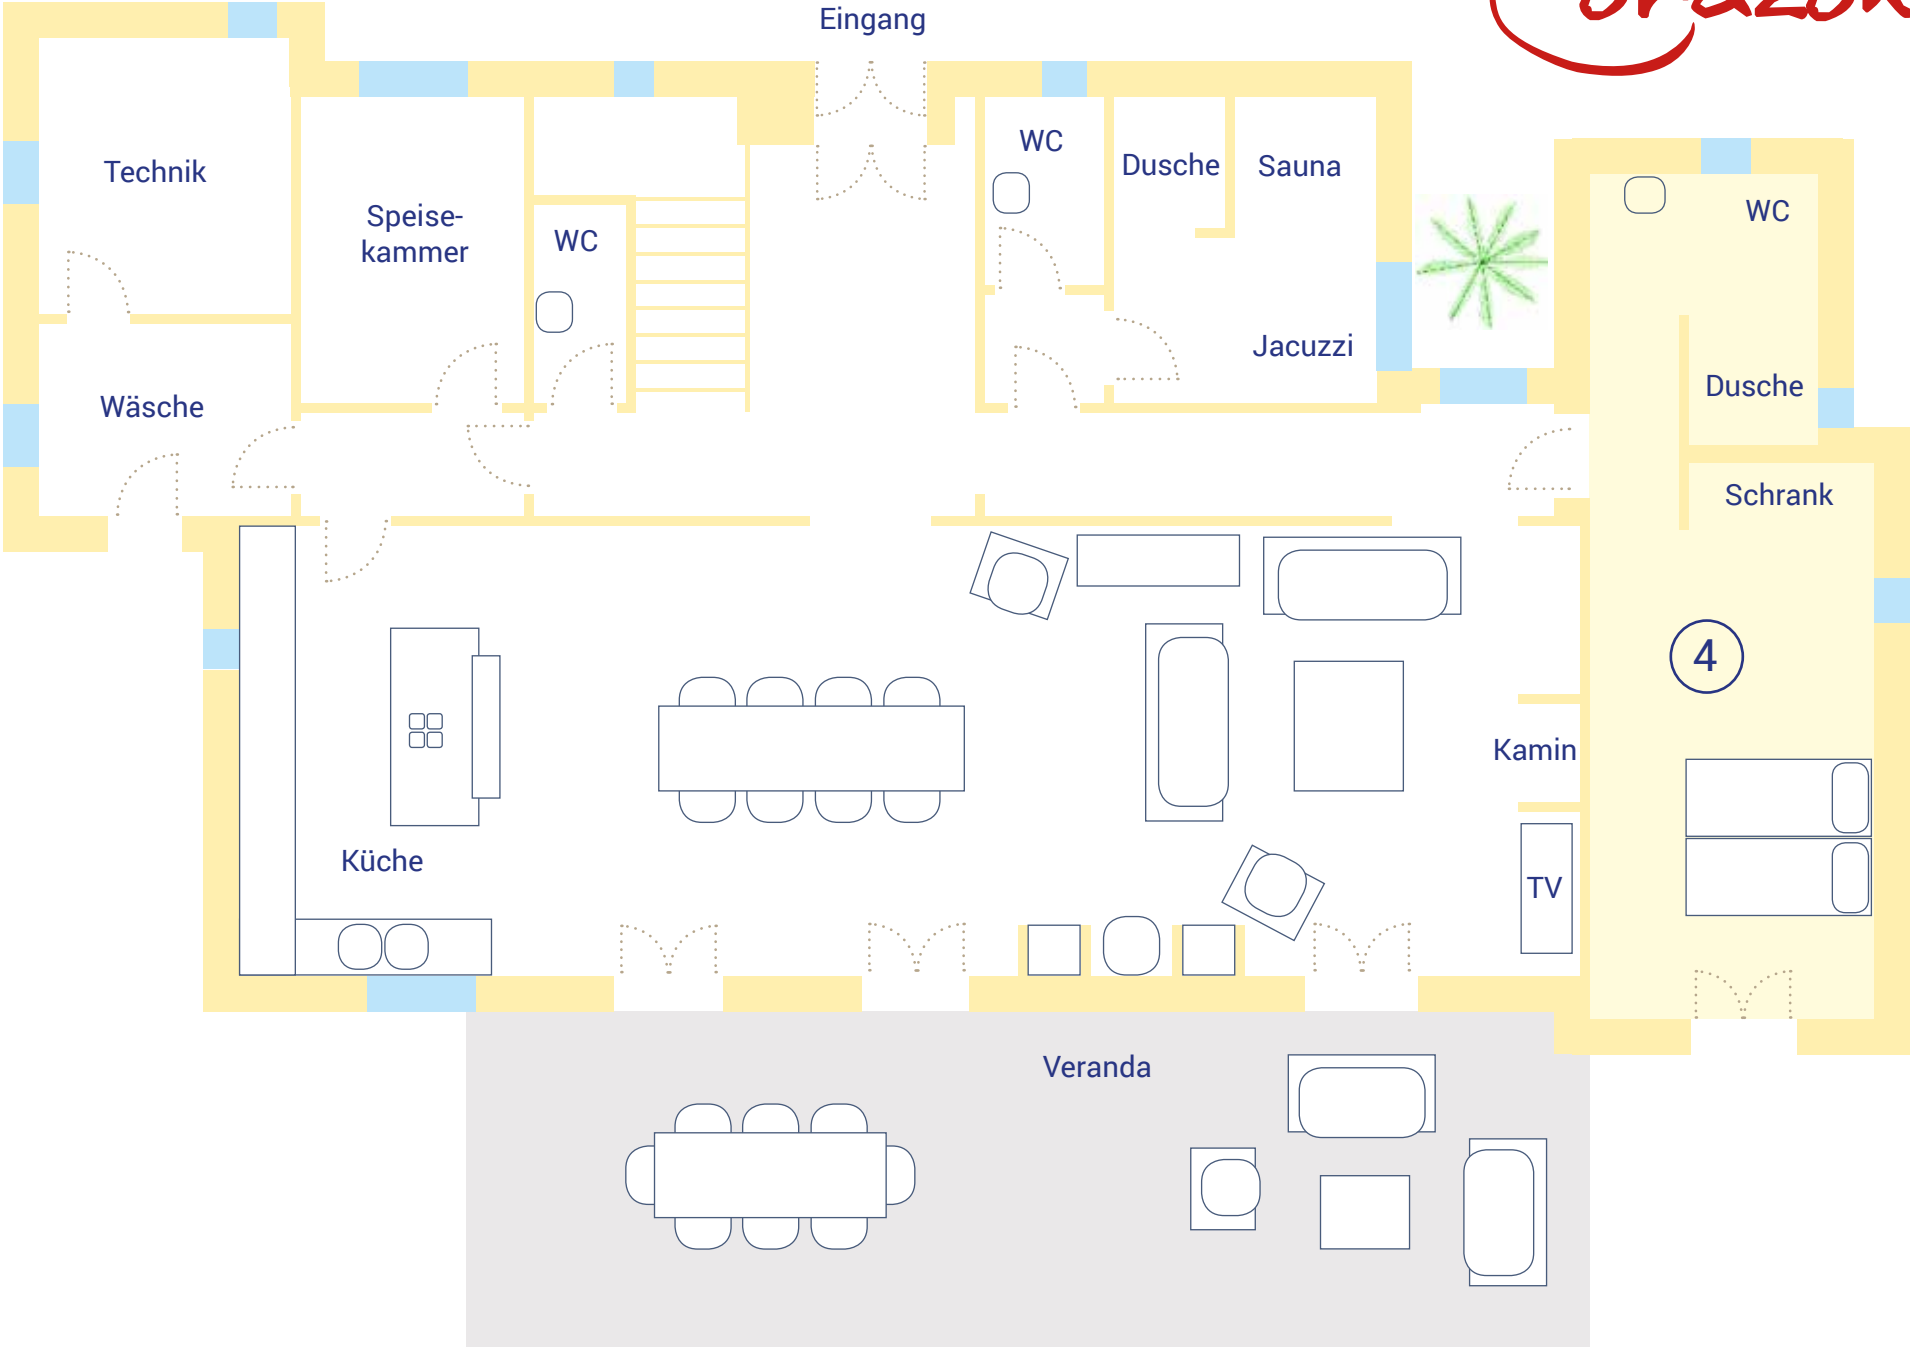 Eingang
Technik
Speise-
kammer
WC
WC
Dusche
Sauna
WC
Wäsche
Jacuzzi
Dusche
Schrank
4
Kamin
Küche
TV
Veranda